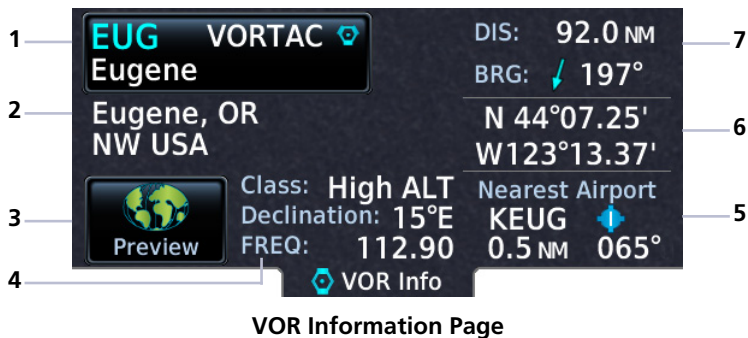 1
EUG VORTAC
Eugene
DIS: 92.0 NM
7
BRG: 197°
2
Eugene, OR
NW USA
N 44°07.25'
W123°13.37'
6
3
Preview
Class: High ALT
Declination: 15°E
FREQ: 112.90
Nearest Airport
KEUG
0.5 NM 065°
5
4
VOR Info
VOR Information Page